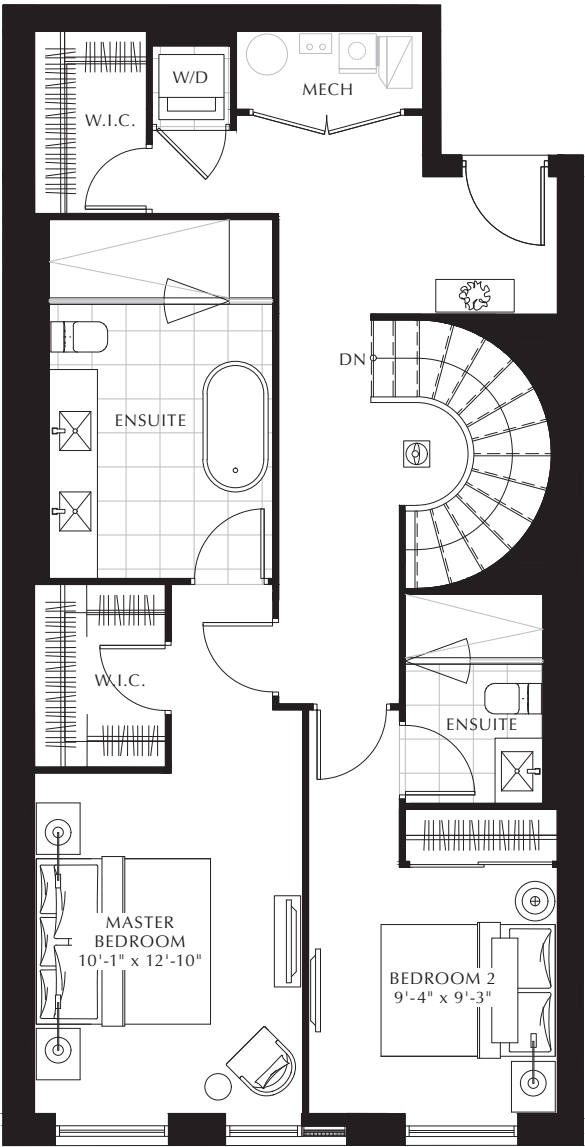 W/D
MECH
W.I.C.
DN
ENSUITE
W.I.C.
ENSUITE
MASTER
BEDROOM
10'-1" x 12'-10"
BEDROOM 2
9'-4" x 9'-3"